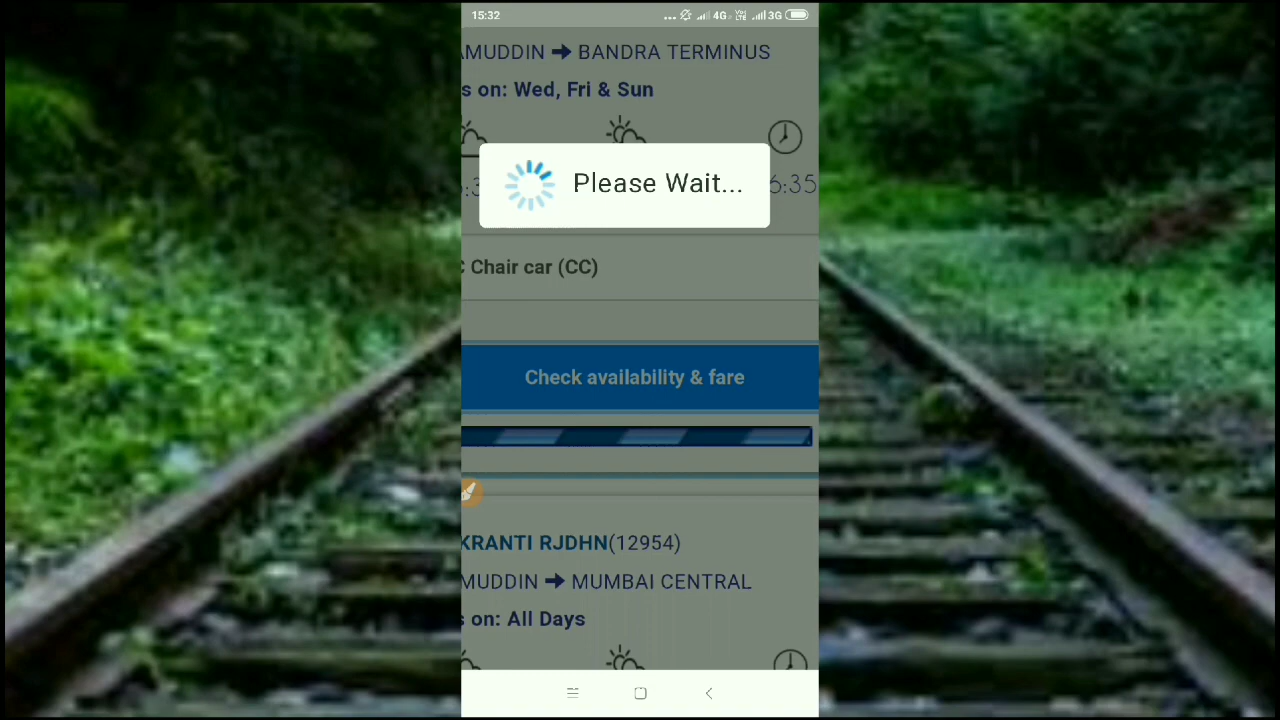 15:32
... 4G 3G
AMUDDIN ➡ BANDRA TERMINUS
s on: Wed, Fri & Sun
Please Wait...
6:35
Chair car (CC)
Check availability & fare
KRANTI RJDHN(12954)
MUDDIN ➡ MUMBAI CENTRAL
s on: All Days